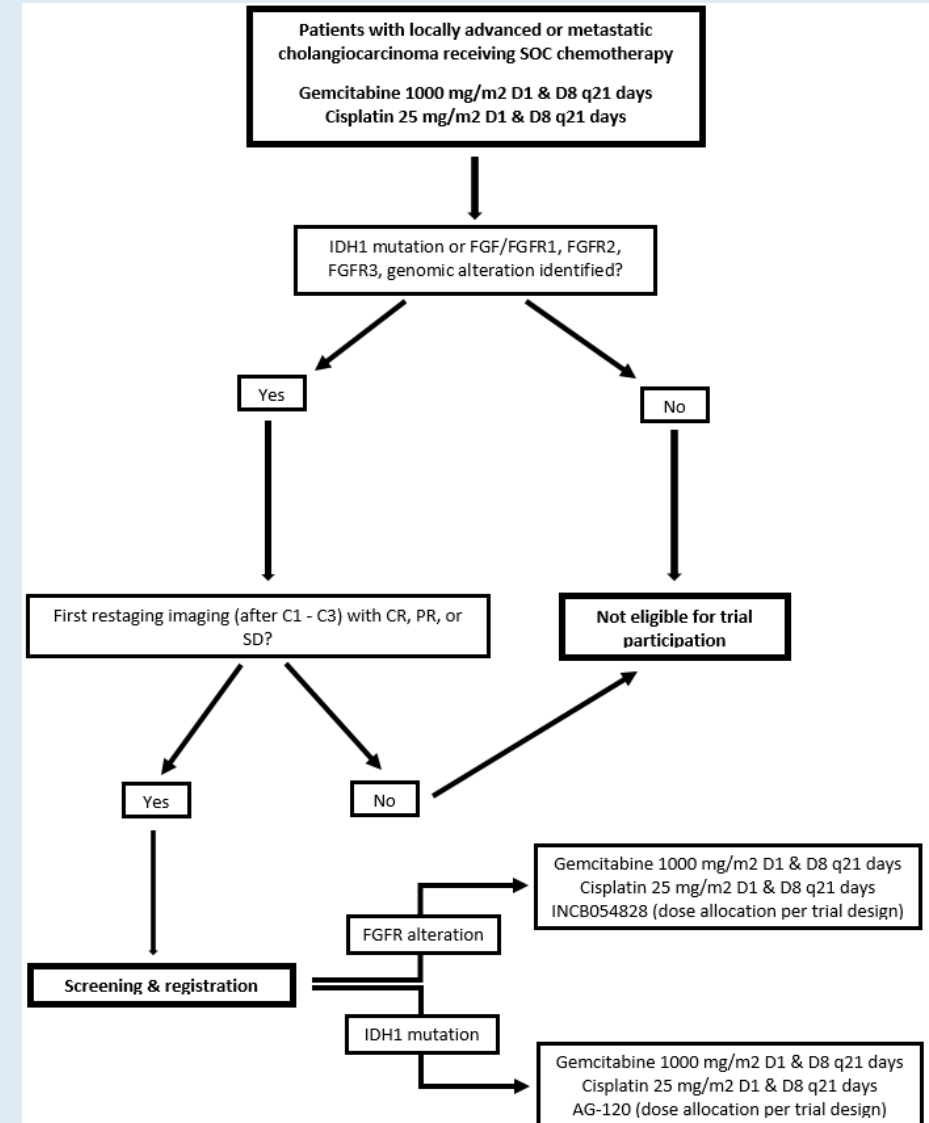 Patients with locally advanced or metastatic
cholangiocarcinoma receiving SOC chemotherapy
Gemcitabine 1000 mg/m2 D1 & D8 q21 days
Cisplatin 25 mg/m2 D1 & D8 q21 days
IDH1 mutation or FGF/FGFR1, FGFR2,
FGFR3, genomic alteration identified?
Yes
No
First restaging imaging (after C1 - C3) with CR, PR, or
SD?
Not eligible for trial
participation
Yes
No
Gemcitabine 1000 mg/m2 D1 & D8 q21 days
Cisplatin 25 mg/m2 D1 & D8 q21 days
INCB054828 (dose allocation per trial design)
FGFR alteration
Screening & registration
IDH1 mutation
Gemcitabine 1000 mg/m2 D1 & D8 q21 days
Cisplatin 25 mg/m2 D1 & D8 q21 days
AG-120 (dose allocation per trial design)